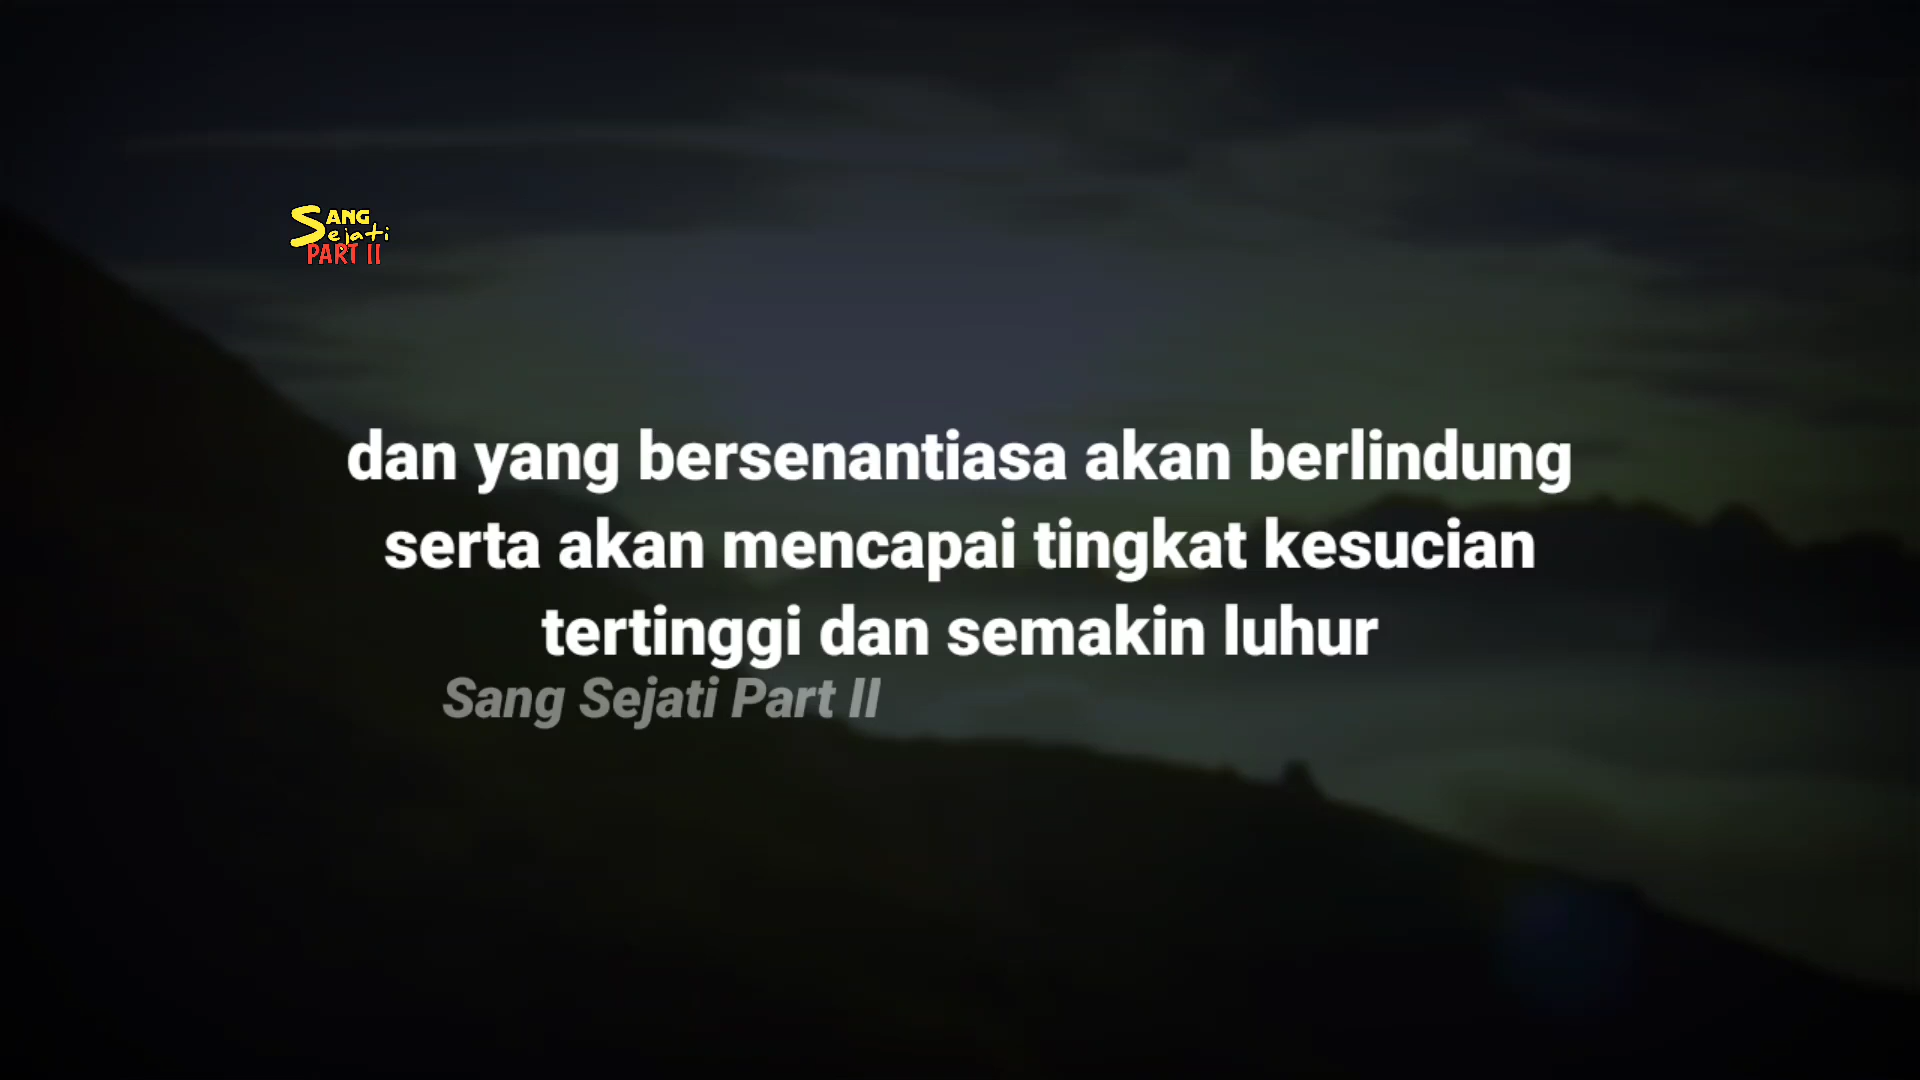 SANG
Sejati
PART II
dan yang bersenantiasa akan berlindung
serta akan mencapai tingkat kesucian
tertinggi dan semakin luhur
Sang Sejati Part II